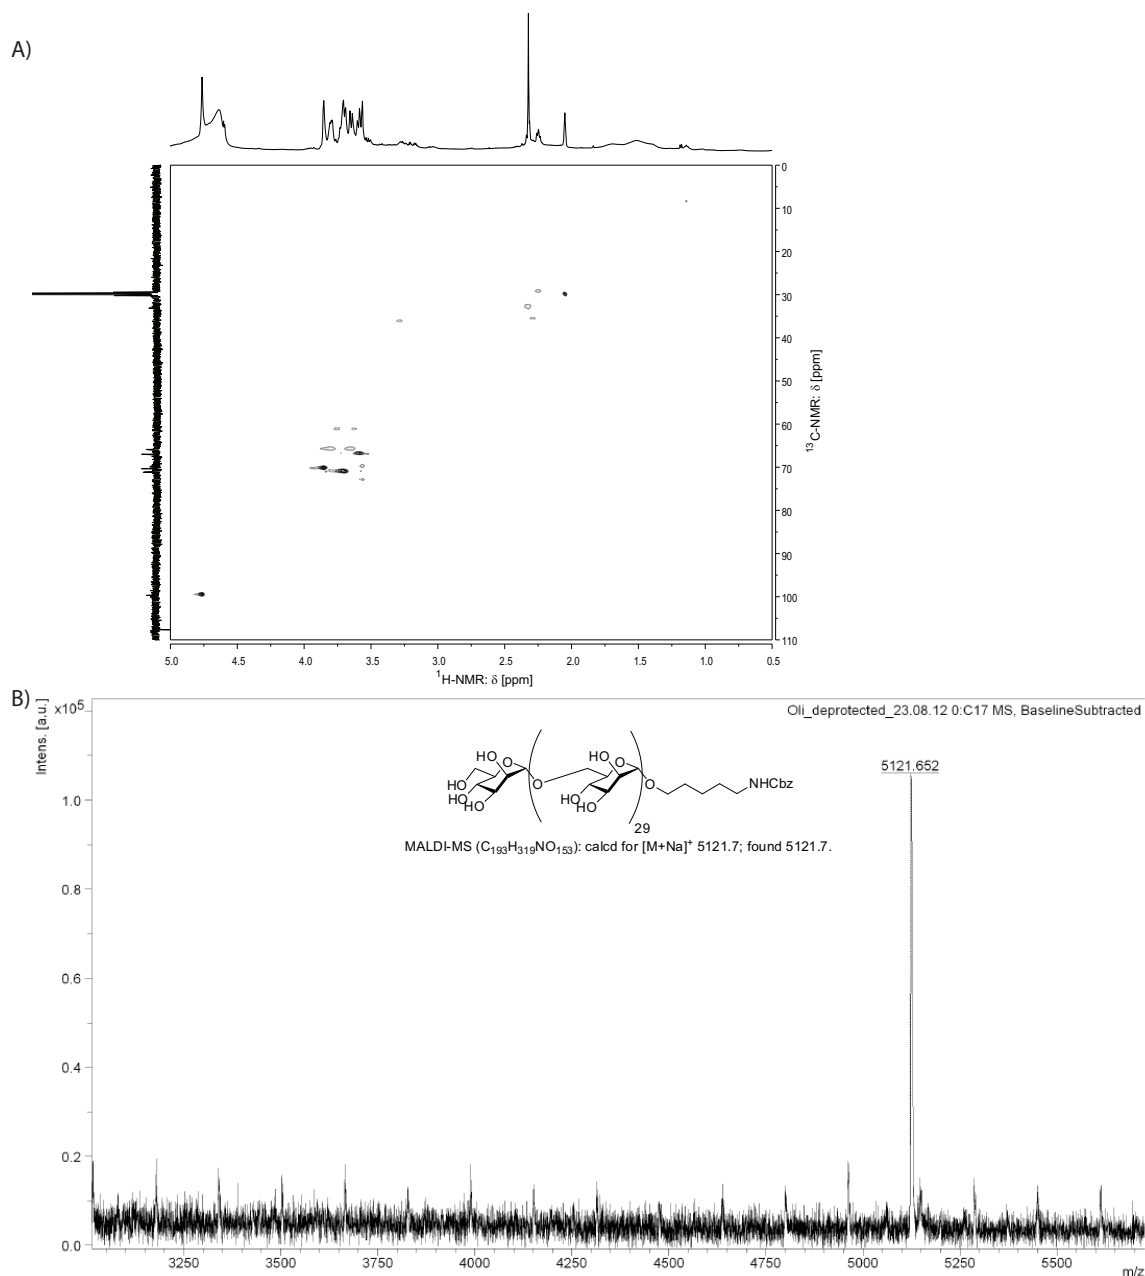 A)
0
10
20
30
40
50
60
70
80
90
100
110
¹³C-NMR: δ [ppm]
5.0 4.5 4.0 3.5 3.0 2.5 2.0 1.5 1.0 0.5
¹H-NMR: δ [ppm]
B)
Intens. [a.u.]
x10⁵
Oli_deprotected_23.08.12 0:C17 MS, BaselineSubtracted
5121.652
HO HO
O O O O
HO HO NHCbz
HO HO
HO HO
29
MALDI-MS (C₁₉₃H₃₁₉NO₁₅₃): calcd for [M+Na]⁺ 5121.7; found 5121.7.
1.0
0.8
0.6
0.4
0.2
0.0
3250 3500 3750 4000 4250 4500 4750 5000 5250 5500
m/z